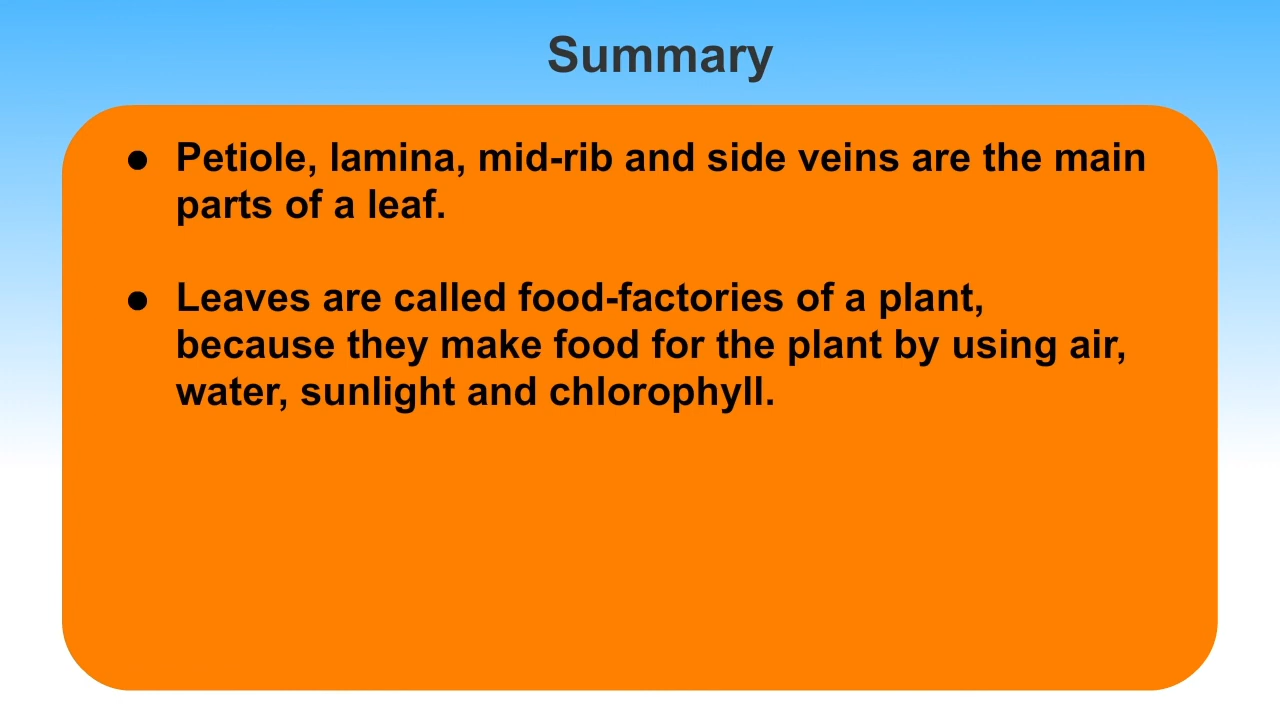 Summary
● Petiole, lamina, mid-rib and side veins are the main
parts of a leaf.
● Leaves are called food-factories of a plant,
because they make food for the plant by using air,
water, sunlight and chlorophyll.